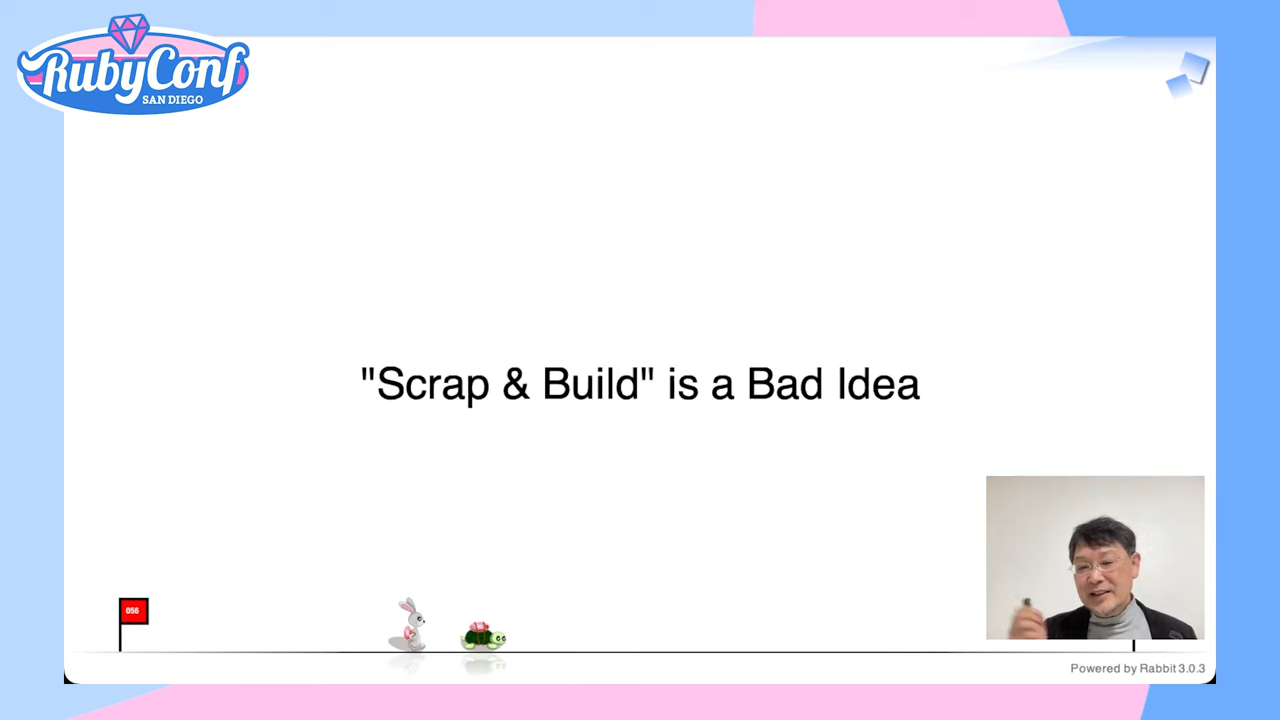 RubyConf
SAN DIEGO
"Scrap & Build" is a Bad Idea
056
Powered by Rabbit 3.0.3